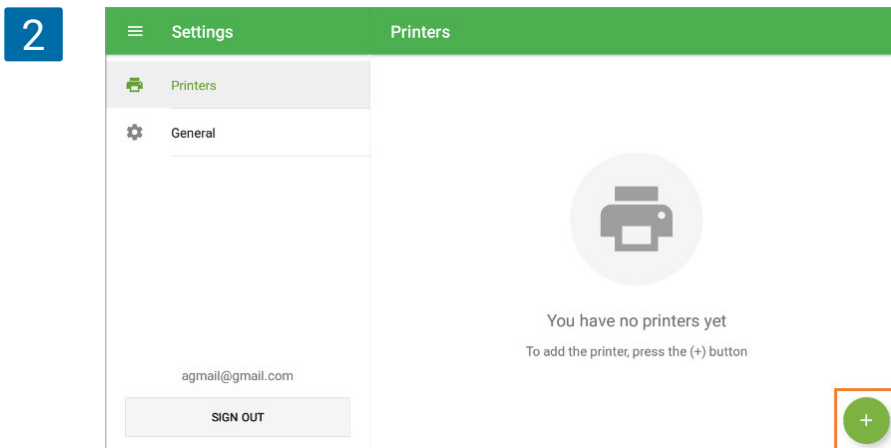 2
Settings
Printers
Printers
General
You have no printers yet
To add the printer, press the (+) button
agmail@gmail.com
SIGN OUT
+